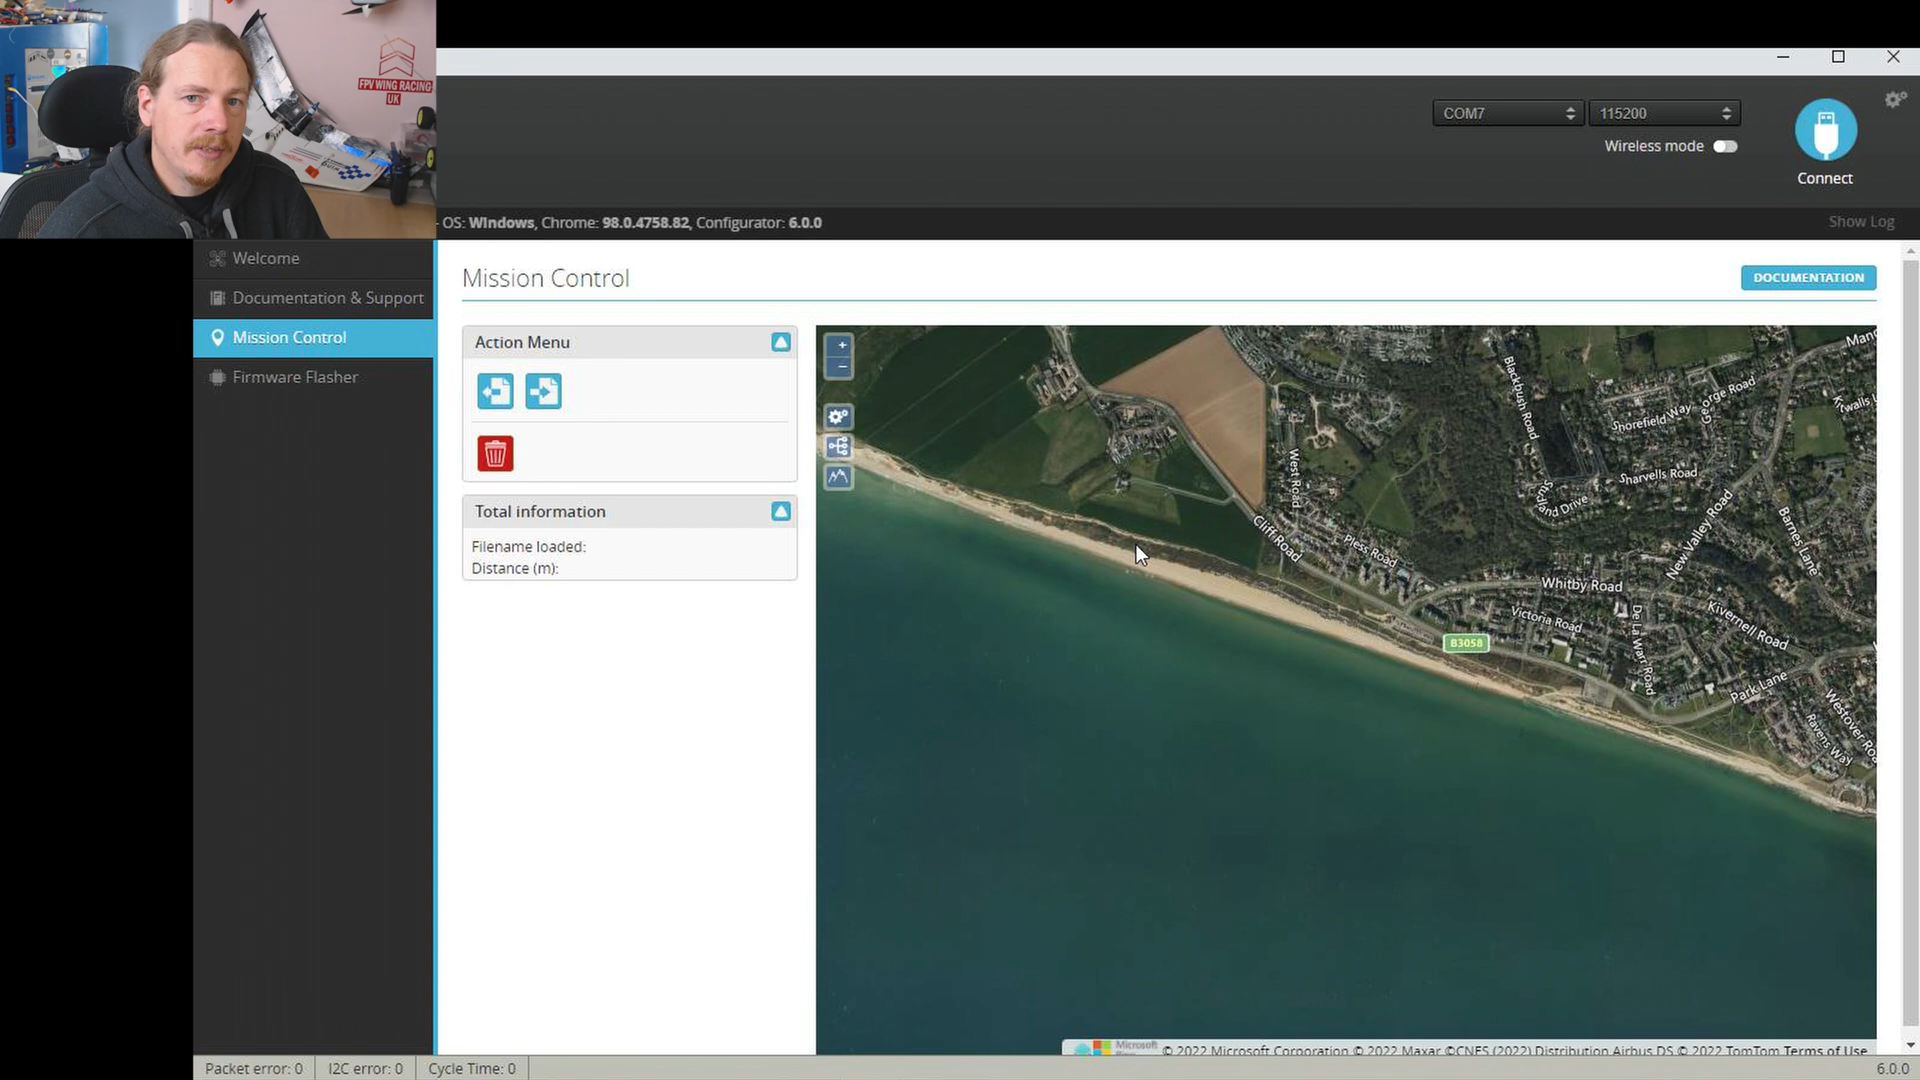 FPV WING RACING
UK
COM7
115200
Wireless mode
Connect
OS: Windows, Chrome: 98.0.4758.82, Configurator: 6.0.0
Show Log
Welcome
Documentation & Support
Mission Control
Firmware Flasher
Mission Control
DOCUMENTATION
Action Menu
Total information
Filename loaded:
Distance (m):
+
−
Blackbush Road
Shorefield Way
George Road
Sharvells Road
West Road
Cliff Road
Pless Road
New Valley Road
Barnes Lane
Whitby Road
Victoria Road
De La Warr Road
Kivernell Road
B3058
Park Lane
Ravens Way
Microsoft
© 2022 Microsoft Corporation © 2022 Maxar ©CNES (2022) Distribution Airbus DS © 2022 TomTom Terms of Use
Packet error: 0
I2C error: 0
Cycle Time: 0
6.0.0